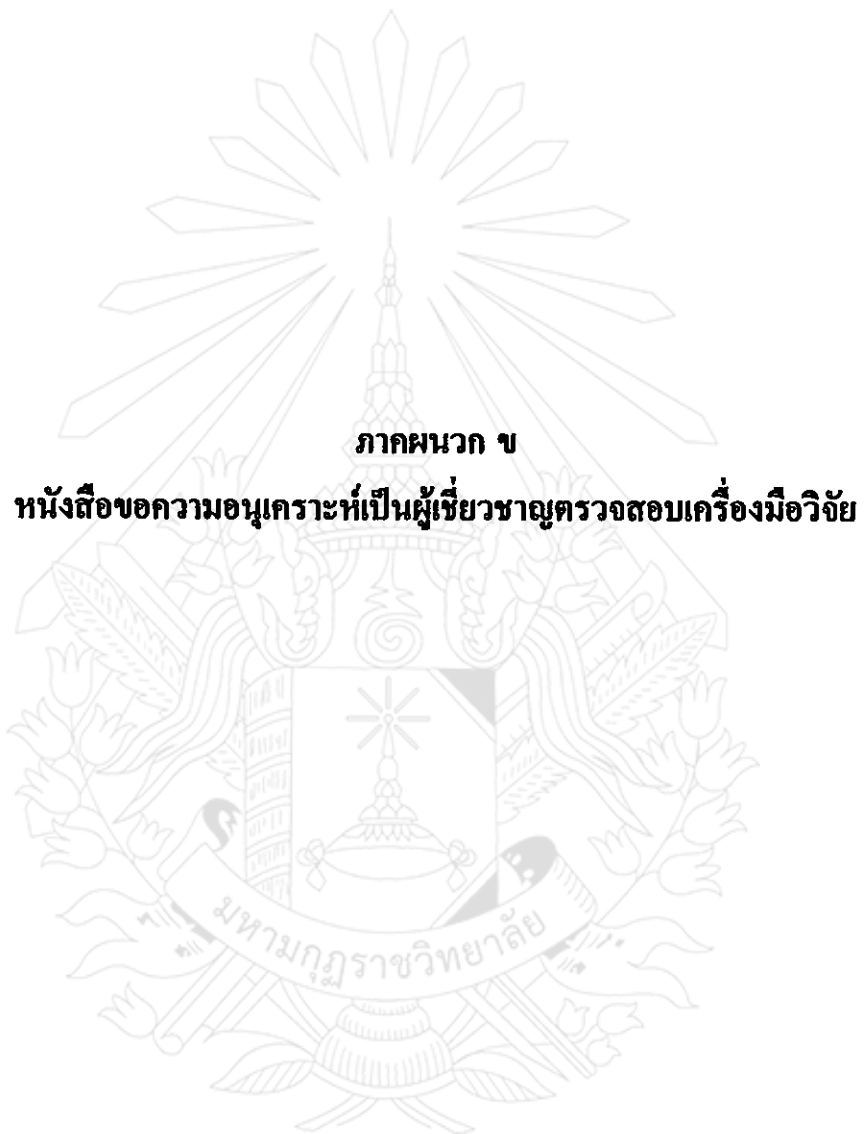 ภาคผนวก ข
หนังสือขอความอนุเคราะห์เป็นผู้เชี่ยวชาญตรวจสอบเครื่องมือวิจัย
มหามกุฏราชวิทยาลัย